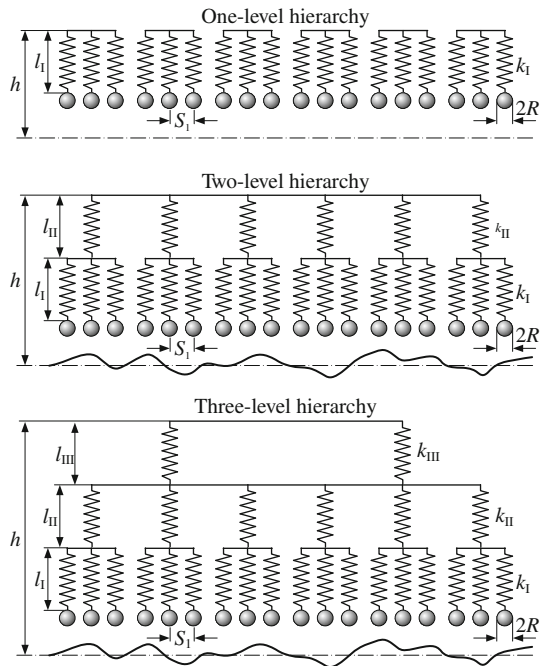 One-level hierarchy
l_I
h
k_I
S_1
2R
Two-level hierarchy
l_II
k_II
h
l_I
k_I
S_1
2R
Three-level hierarchy
l_III
k_III
l_II
k_II
h
l_I
k_I
S_1
2R